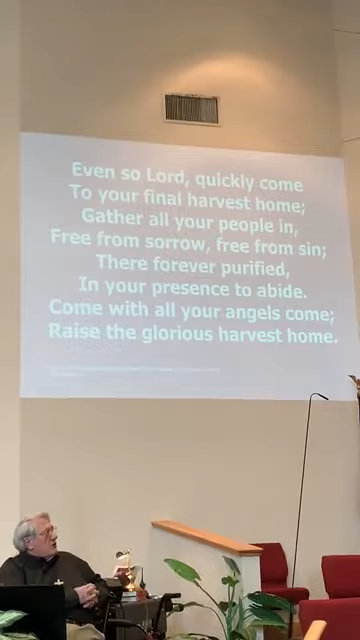 Even so Lord, quickly come
To your final harvest home;
Gather all your people in,
Free from sorrow, free from sin;
There forever purified,
In your presence to abide.
Come with all your angels come;
Raise the glorious harvest home.